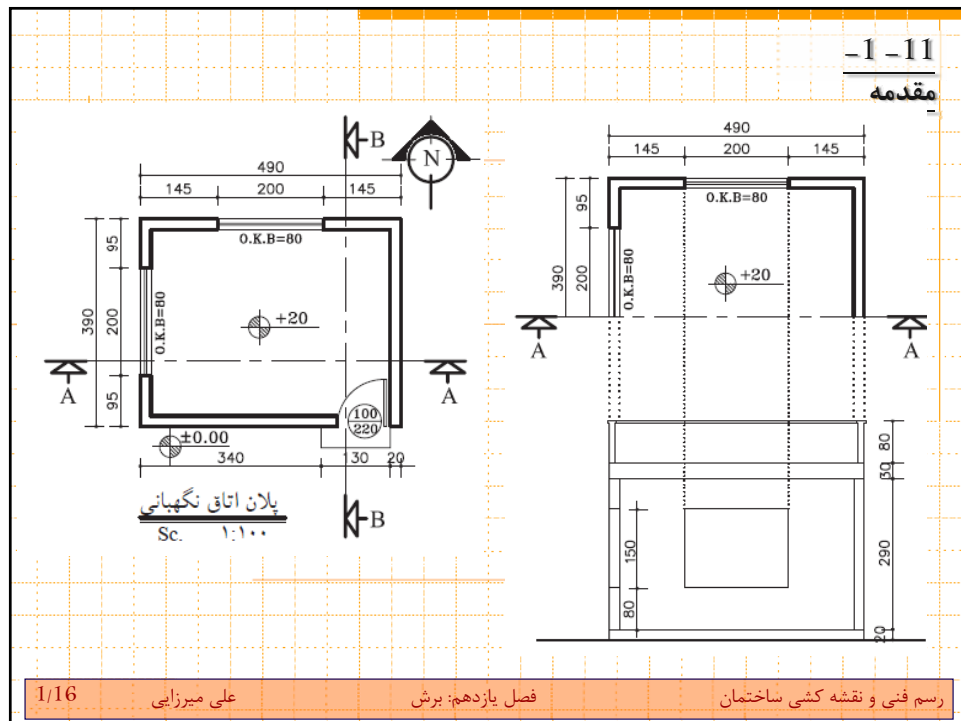 11- 1-
مقدمه
B
N
490
145 200 145
O.K.B=80
95
390
200
O.K.B=80
+20
A
A
95
100
220
±0.00
340 130 20
پلان اتاق نگهبانی
Sc. ۱:۱۰۰
B
490
145 200 145
O.K.B=80
95
390
200
O.K.B=80
+20
A
A
80
30
150
290
80
20
رسم فنی و نقشه کشی ساختمان
فصل یازدهم: برش
علی میرزایی
1/16